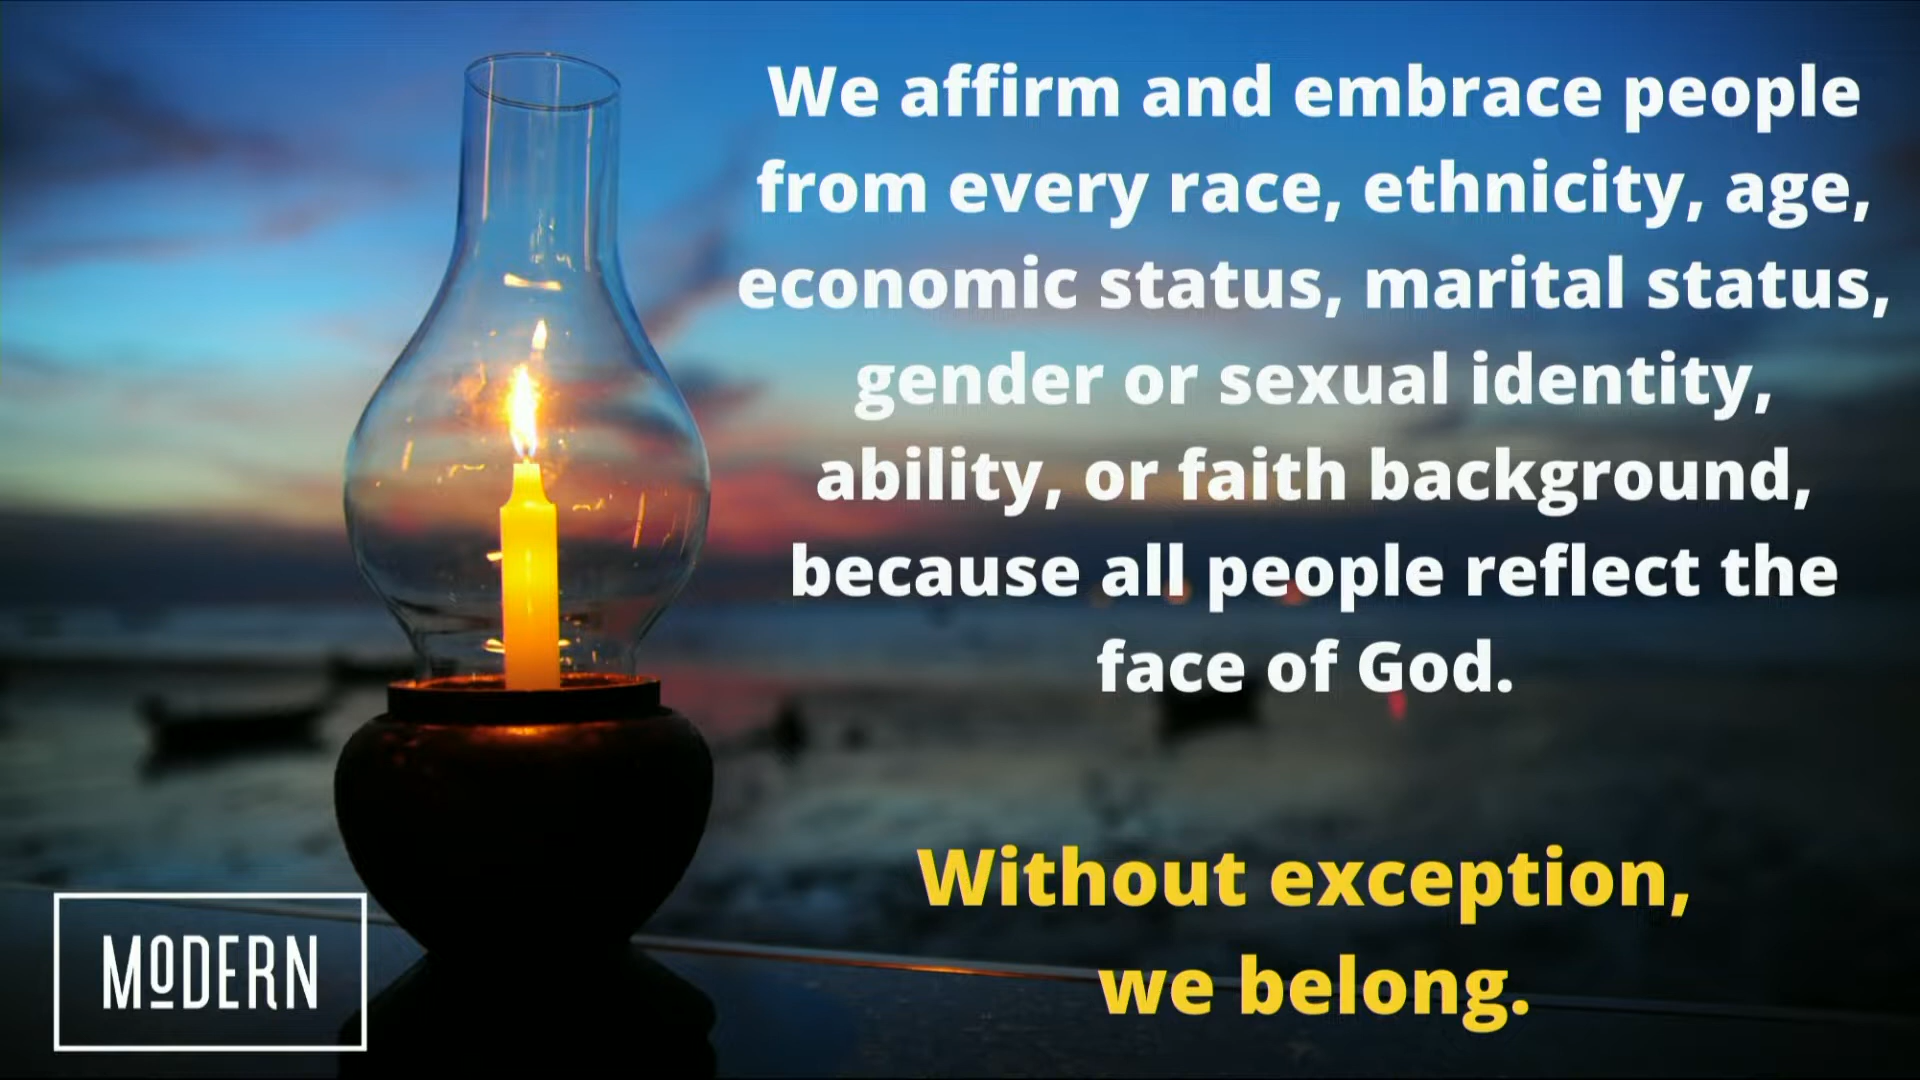 We affirm and embrace people
from every race, ethnicity, age,
economic status, marital status,
gender or sexual identity,
ability, or faith background,
because all people reflect the
face of God.
Without exception,
we belong.
MODERN